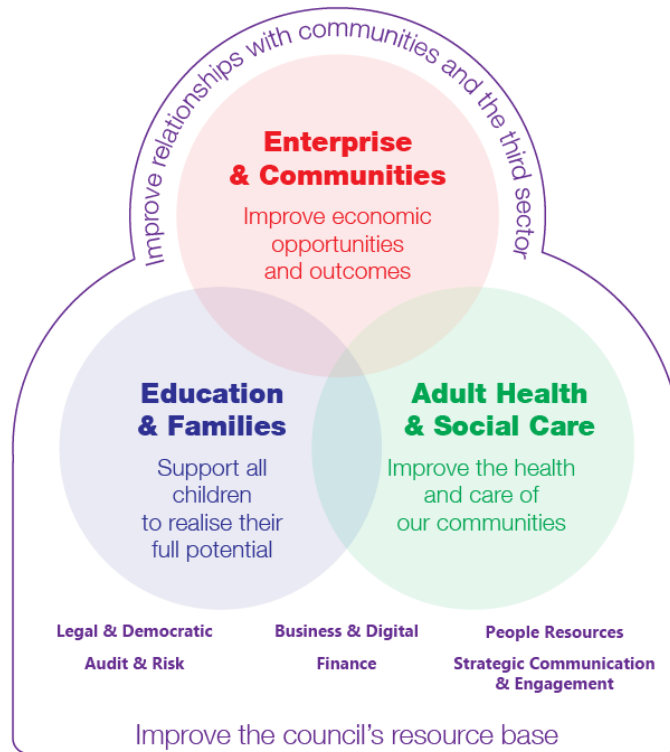 Improve relationships with communities and the third sector
Enterprise
& Communities
Improve economic
opportunities
and outcomes
Education
& Families
Support all
children
to realise their
full potential
Adult Health
& Social Care
Improve the health
and care of
our communities
Legal & Democratic
Business & Digital
People Resources
Audit & Risk
Finance
Strategic Communication
& Engagement
Improve the council's resource base